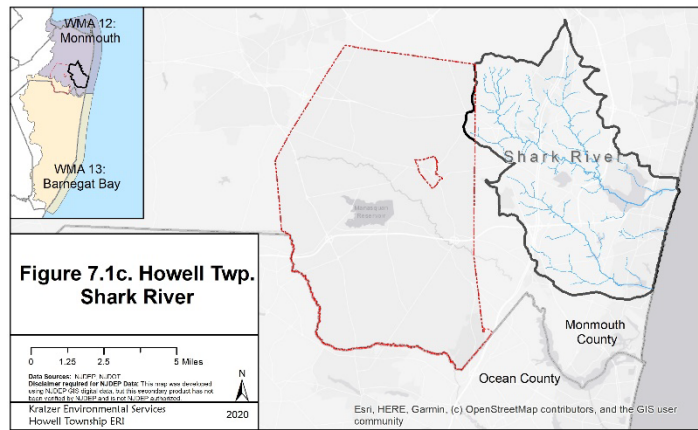 WMA 12:
Monmouth
WMA 13:
Barnegat Bay
Shark River
Figure 7.1c. Howell Twp.
Shark River
0 1.25 2.5 5 Miles
Data Sources: NJDEP, NJDOT
Disclaimer required for NJDEP Data: This map was developed
using NJDEP GIS digital data, but this secondary product has not
been verified by NJDEP and is not NJDEP authorized.
N
Kratzer Environmental Services
Howell Township ERI
2020
Monmouth
County
Ocean County
Esri, HERE, Garmin, (c) OpenStreetMap contributors, and the GIS user
community